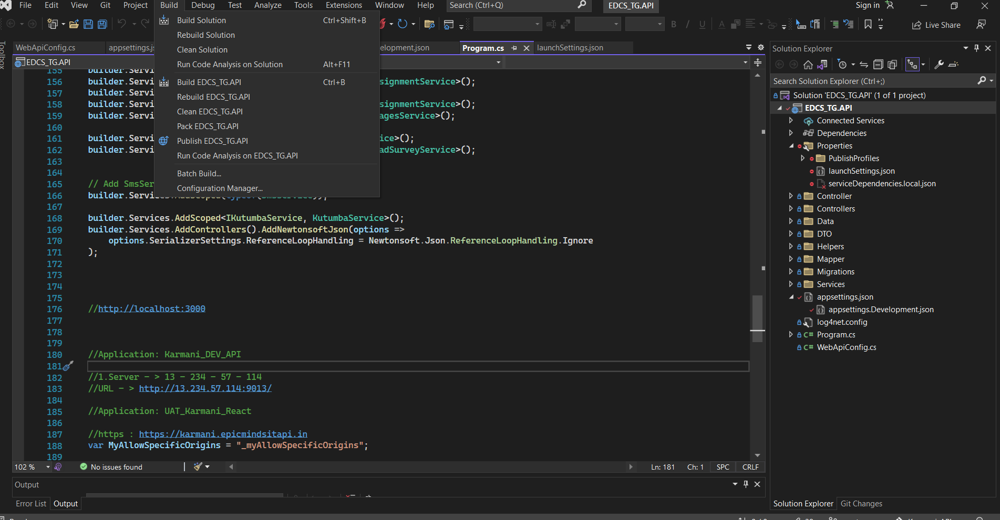 File Edit View Git Project Build Debug Test Analyze Tools Extensions Window Help Search (Ctrl+Q) EDCS_TG.API Sign in
Live Share
Toolbox
WebApiConfig.cs appsettings.js elopment.json Program.cs launchSettings.json
EDCS_TG.API
Build Solution Ctrl+Shift+B
Rebuild Solution
Clean Solution
Run Code Analysis on Solution Alt+F11
Build EDCS_TG.API Ctrl+B
Rebuild EDCS_TG.API
Clean EDCS_TG.API
Pack EDCS_TG.API
Publish EDCS_TG.API
Run Code Analysis on EDCS_TG.API
Batch Build...
Configuration Manager...
155 builder.Servi
156 builder.Servi signmentService>();
157 builder.Servi
158 builder.Servi signmentService>();
159 builder.Servi agesService>();
160
161 builder.Servi ice>();
162 builder.Servi adSurveyService>();
163
164
165 // Add SmsSer
166 builder.Services.AddScoped(typeof(SmsService));
167
168 builder.Services.AddScoped<IKutumbaService, KutumbaService>();
169 builder.Services.AddControllers().AddNewtonsoftJson(options =>
170 options.SerializerSettings.ReferenceLoopHandling = Newtonsoft.Json.ReferenceLoopHandling.Ignore
171 );
172
173
174
175
176 //http://localhost:3000
177
178
179
180 //Application: Karmani_DEV_API
181
182 //1.Server - > 13 - 234 - 57 - 114
183 //URL - > http://13.234.57.114:9013/
184
185 //Application: UAT_Karmani_React
186
187 //https : https://karmani.epicmindsitapi.in
188 var MyAllowSpecificOrigins = "_myAllowSpecificOrigins";
189
102 % No issues found Ln: 181 Ch: 1 SPC CRLF
Output
Error List Output
Solution Explorer
Search Solution Explorer (Ctrl+;)
Solution 'EDCS_TG.API' (1 of 1 project)
EDCS_TG.API
Connected Services
Dependencies
Properties
PublishProfiles
launchSettings.json
serviceDependencies.local.json
Controller
Controllers
Data
DTO
Helpers
Mapper
Migrations
Services
appsettings.json
appsettings.Development.json
log4net.config
C# Program.cs
C# WebApiConfig.cs
Solution Explorer Git Changes